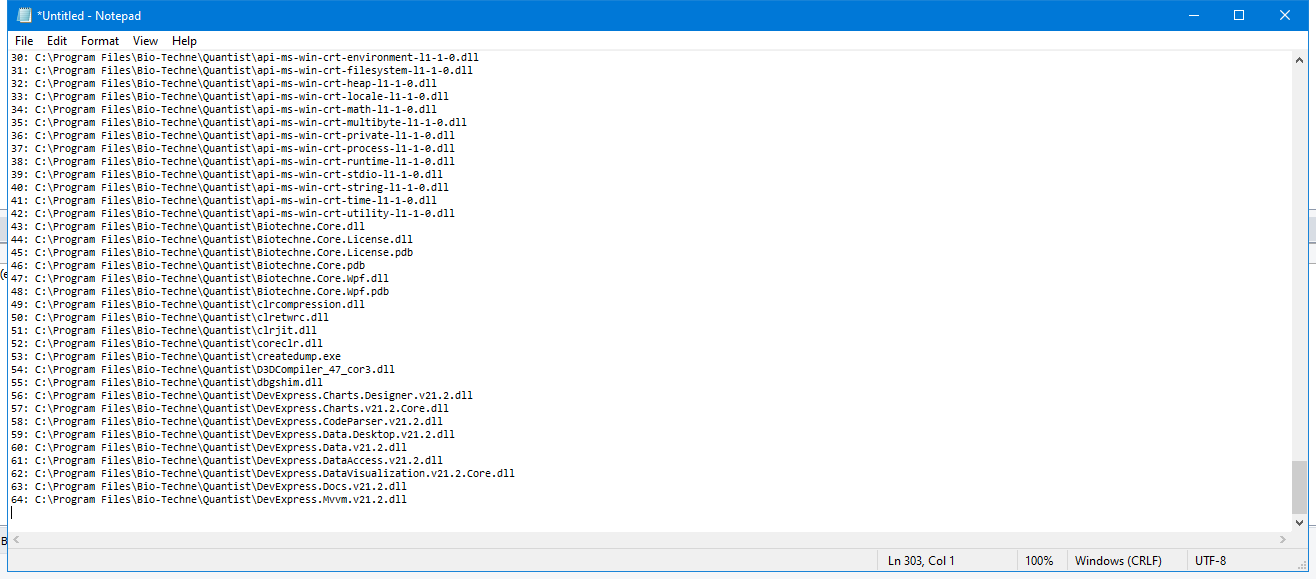 *Untitled - Notepad
File Edit Format View Help
30: C:\Program Files\Bio-Techne\Quantist\api-ms-win-crt-environment-l1-1-0.dll
31: C:\Program Files\Bio-Techne\Quantist\api-ms-win-crt-filesystem-l1-1-0.dll
32: C:\Program Files\Bio-Techne\Quantist\api-ms-win-crt-heap-l1-1-0.dll
33: C:\Program Files\Bio-Techne\Quantist\api-ms-win-crt-locale-l1-1-0.dll
34: C:\Program Files\Bio-Techne\Quantist\api-ms-win-crt-math-l1-1-0.dll
35: C:\Program Files\Bio-Techne\Quantist\api-ms-win-crt-multibyte-l1-1-0.dll
36: C:\Program Files\Bio-Techne\Quantist\api-ms-win-crt-private-l1-1-0.dll
37: C:\Program Files\Bio-Techne\Quantist\api-ms-win-crt-process-l1-1-0.dll
38: C:\Program Files\Bio-Techne\Quantist\api-ms-win-crt-runtime-l1-1-0.dll
39: C:\Program Files\Bio-Techne\Quantist\api-ms-win-crt-stdio-l1-1-0.dll
40: C:\Program Files\Bio-Techne\Quantist\api-ms-win-crt-string-l1-1-0.dll
41: C:\Program Files\Bio-Techne\Quantist\api-ms-win-crt-time-l1-1-0.dll
42: C:\Program Files\Bio-Techne\Quantist\api-ms-win-crt-utility-l1-1-0.dll
43: C:\Program Files\Bio-Techne\Quantist\Biotechne.Core.dll
44: C:\Program Files\Bio-Techne\Quantist\Biotechne.Core.License.dll
45: C:\Program Files\Bio-Techne\Quantist\Biotechne.Core.License.pdb
46: C:\Program Files\Bio-Techne\Quantist\Biotechne.Core.pdb
47: C:\Program Files\Bio-Techne\Quantist\Biotechne.Core.Wpf.dll
48: C:\Program Files\Bio-Techne\Quantist\Biotechne.Core.Wpf.pdb
49: C:\Program Files\Bio-Techne\Quantist\clrcompression.dll
50: C:\Program Files\Bio-Techne\Quantist\clretwrc.dll
51: C:\Program Files\Bio-Techne\Quantist\clrjit.dll
52: C:\Program Files\Bio-Techne\Quantist\coreclr.dll
53: C:\Program Files\Bio-Techne\Quantist\createdump.exe
54: C:\Program Files\Bio-Techne\Quantist\D3DCompiler_47_cor3.dll
55: C:\Program Files\Bio-Techne\Quantist\dbgshim.dll
56: C:\Program Files\Bio-Techne\Quantist\DevExpress.Charts.Designer.v21.2.dll
57: C:\Program Files\Bio-Techne\Quantist\DevExpress.Charts.v21.2.Core.dll
58: C:\Program Files\Bio-Techne\Quantist\DevExpress.CodeParser.v21.2.dll
59: C:\Program Files\Bio-Techne\Quantist\DevExpress.Data.Desktop.v21.2.dll
60: C:\Program Files\Bio-Techne\Quantist\DevExpress.Data.v21.2.dll
61: C:\Program Files\Bio-Techne\Quantist\DevExpress.DataAccess.v21.2.dll
62: C:\Program Files\Bio-Techne\Quantist\DevExpress.DataVisualization.v21.2.Core.dll
63: C:\Program Files\Bio-Techne\Quantist\DevExpress.Docs.v21.2.dll
64: C:\Program Files\Bio-Techne\Quantist\DevExpress.Mvvm.v21.2.dll
Ln 303, Col 1 100% Windows (CRLF) UTF-8